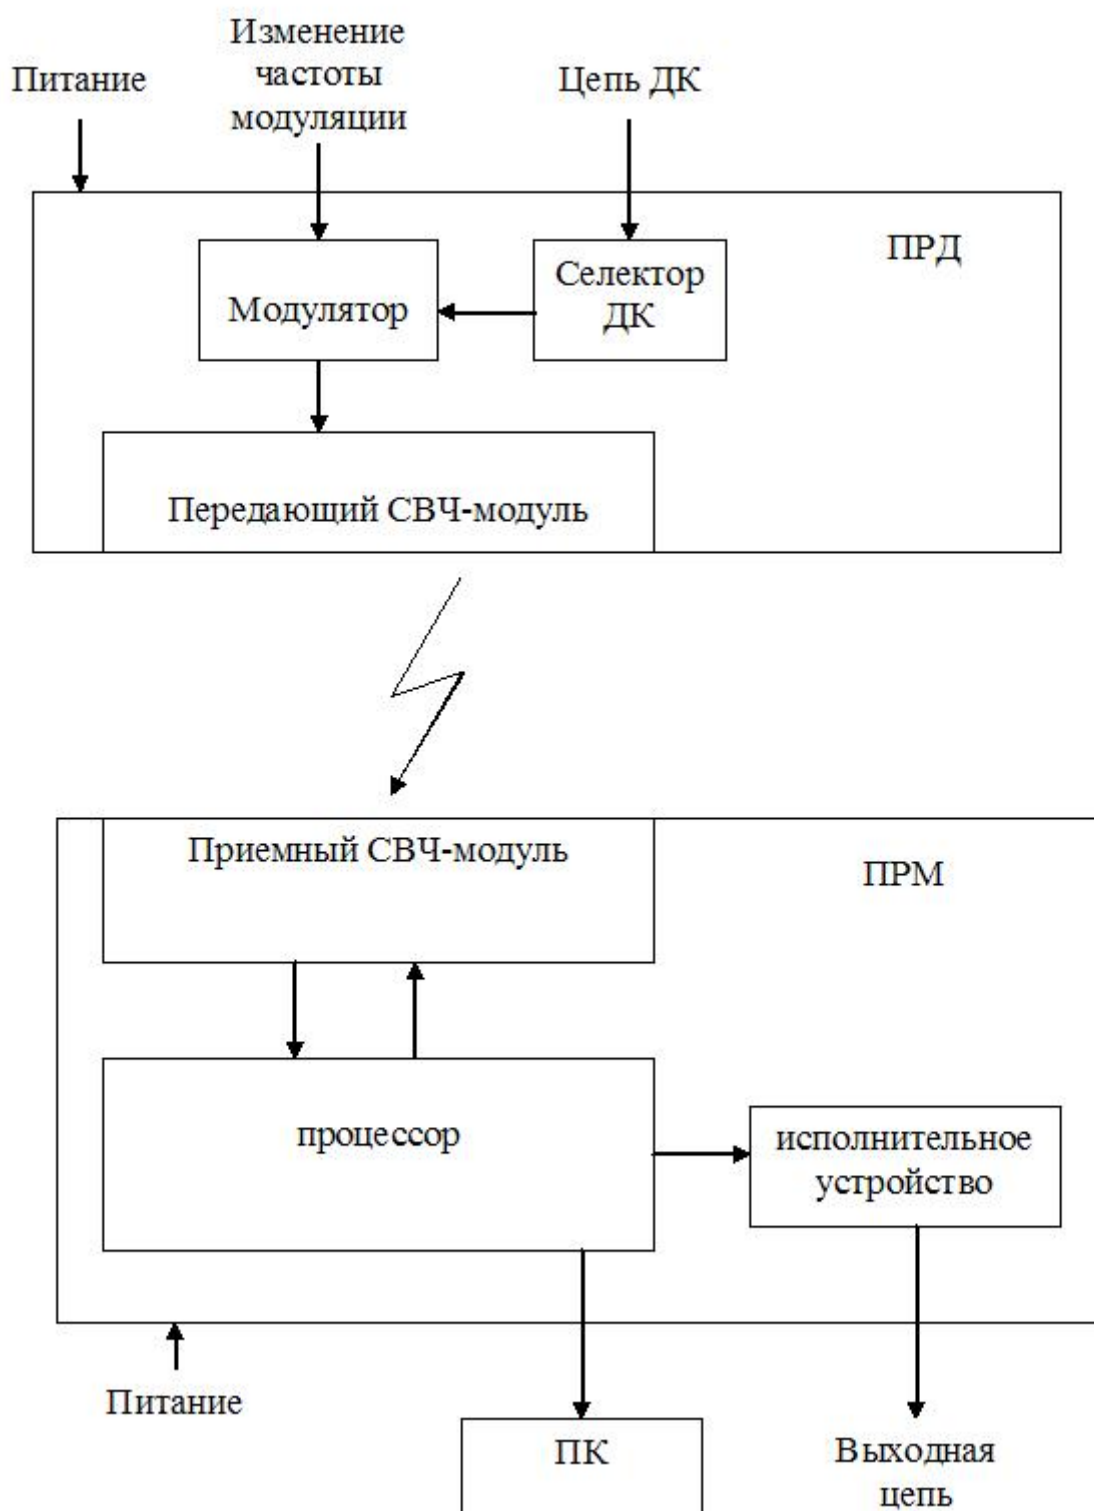 Изменение
частоты
модуляции
Питание
Цепь ДК
ПРД
Модулятор
Селектор
ДК
Передающий СВЧ-модуль
Приемный СВЧ-модуль
ПРМ
процессор
исполнительное
устройство
Питание
ПК
Выходная
цепь